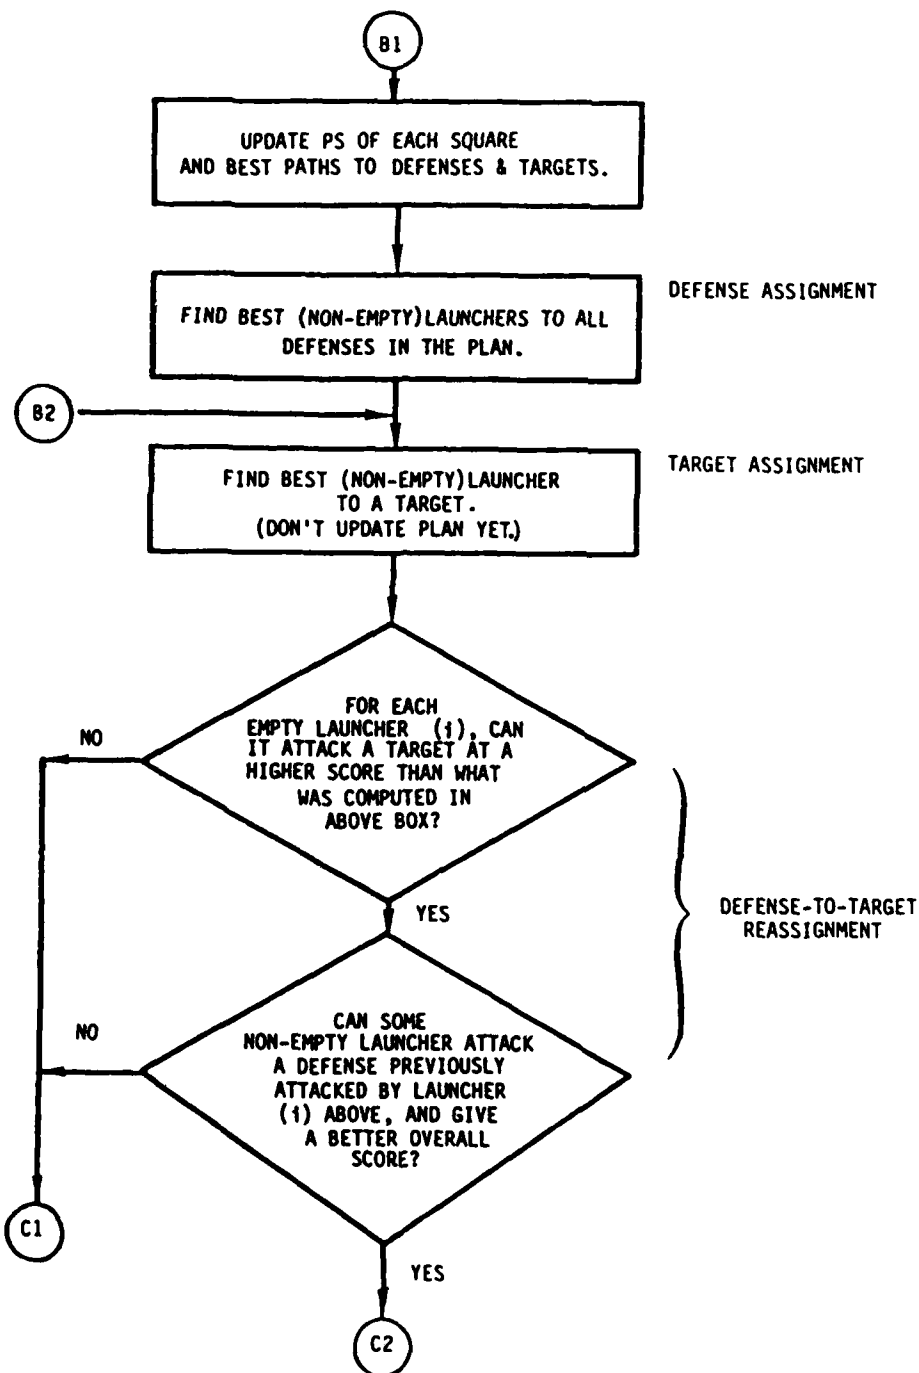 B1
UPDATE PS OF EACH SQUARE
AND BEST PATHS TO DEFENSES & TARGETS.
DEFENSE ASSIGNMENT
FIND BEST (NON-EMPTY)LAUNCHERS TO ALL
DEFENSES IN THE PLAN.
B2
TARGET ASSIGNMENT
FIND BEST (NON-EMPTY)LAUNCHER
TO A TARGET.
(DON'T UPDATE PLAN YET.)
FOR EACH
EMPTY LAUNCHER (i), CAN
IT ATTACK A TARGET AT A
HIGHER SCORE THAN WHAT
WAS COMPUTED IN
ABOVE BOX?
NO
YES
DEFENSE-TO-TARGET
REASSIGNMENT
CAN SOME
NON-EMPTY LAUNCHER ATTACK
A DEFENSE PREVIOUSLY
ATTACKED BY LAUNCHER
(i) ABOVE, AND GIVE
A BETTER OVERALL
SCORE?
NO
C1
YES
C2